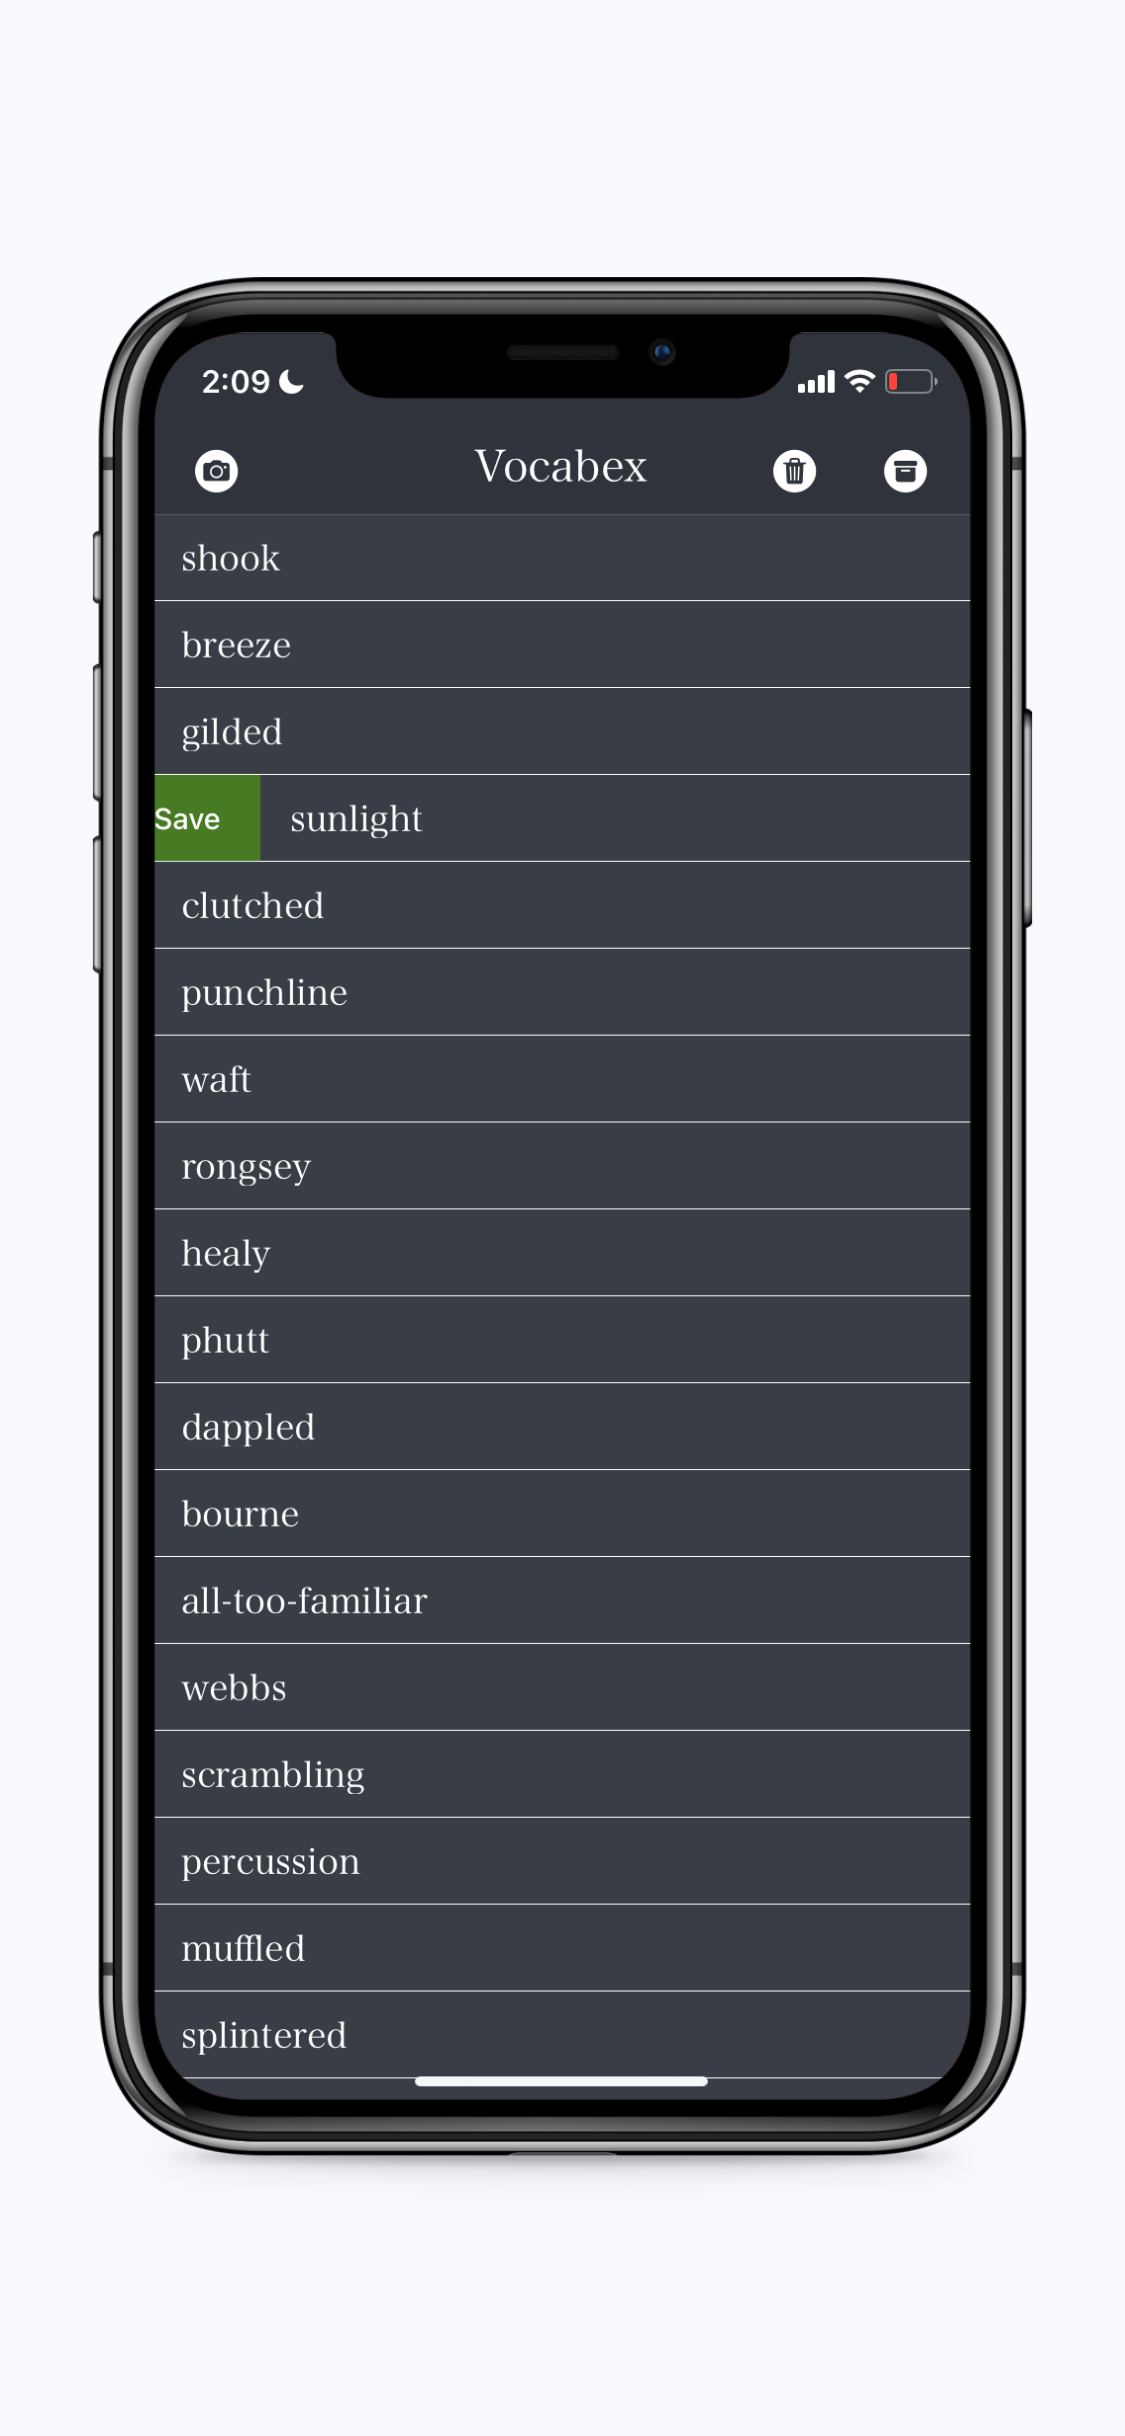 2:09
Vocabex
shook
breeze
gilded
Save sunlight
clutched
punchline
waft
rongsey
healy
phutt
dappled
bourne
all-too-familiar
webbs
scrambling
percussion
muffled
splintered